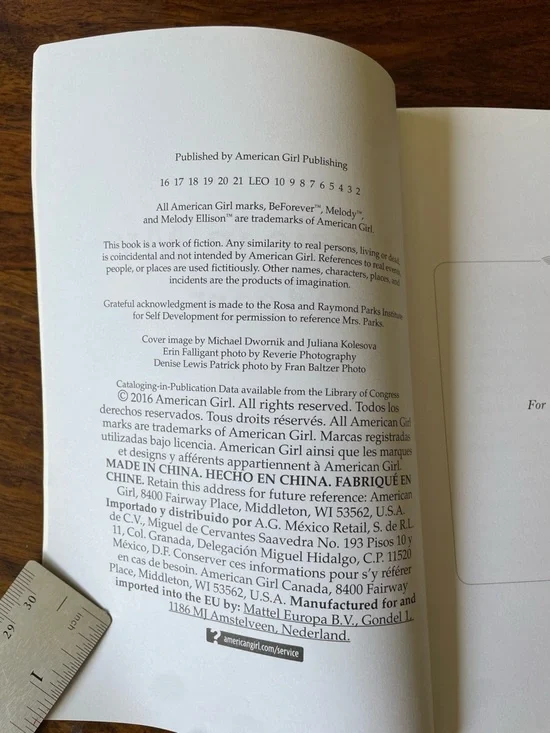 Published by American Girl Publishing
16 17 18 19 20 21 LEO 10 9 8 7 6 5 4 3 2
All American Girl marks, BeForever™, Melody™,
and Melody Ellison™ are trademarks of American Girl.
This book is a work of fiction. Any similarity to real persons, living or dead,
is coincidental and not intended by American Girl. References to real events,
people, or places are used fictitiously. Other names, characters, places, and
incidents are the products of imagination.
Grateful acknowledgment is made to the Rosa and Raymond Parks Institute
for Self Development for permission to reference Mrs. Parks.
Cover image by Michael Dwornik and Juliana Kolesova
Erin Falligant photo by Reverie Photography
Denise Lewis Patrick photo by Fran Baltzer Photo
Cataloging-in-Publication Data available from the Library of Congress
© 2016 American Girl. All rights reserved. Todos los
derechos reservados. Tous droits réservés. All American Girl
marks are trademarks of American Girl. Marcas registradas
utilizadas bajo licencia. American Girl ainsi que les marques
et designs y afférents appartiennent à American Girl.
MADE IN CHINA. HECHO EN CHINA. FABRIQUÉ EN
CHINE. Retain this address for future reference: American
Girl, 8400 Fairway Place, Middleton, WI 53562, U.S.A.
Importado y distribuido por A.G. México Retail, S. de R.L.
de C.V., Miguel de Cervantes Saavedra No. 193 Pisos 10 y
11, Col. Granada, Delegación Miguel Hidalgo, C.P. 11520
México, D.F. Conserver ces informations pour s'y référer
en cas de besoin. American Girl Canada, 8400 Fairway
Place, Middleton, WI 53562, U.S.A. Manufactured for and
imported into the EU by: Mattel Europa B.V., Gondel 1,
1186 MJ Amstelveen, Nederland.
? americangirl.com/service
For
29 30
inch
1